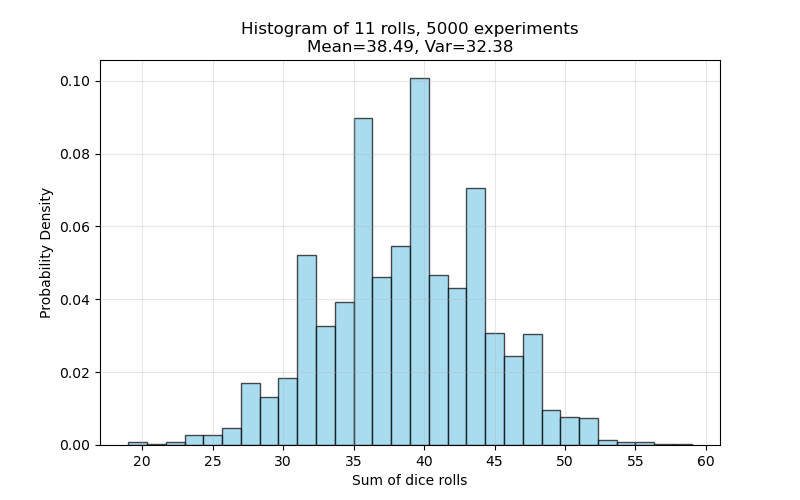 Histogram of 11 rolls, 5000 experiments
Mean=38.49, Var=32.38
Probability Density
0.10
0.08
0.06
0.04
0.02
0.00
20 25 30 35 40 45 50 55 60
Sum of dice rolls